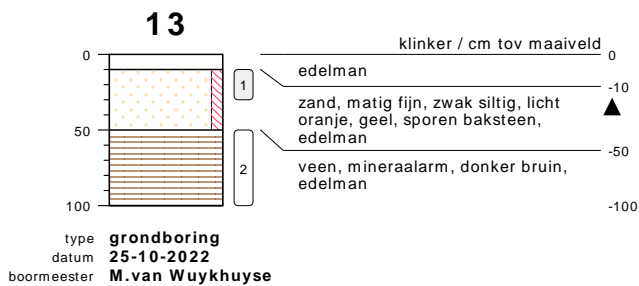 13
klinker / cm tov maaiveld
0
0
edelman
-10
1
zand, matig fijn, zwak siltig, licht
oranje, geel, sporen baksteen,
edelman
50
-50
2
veen, mineraalarm, donker bruin,
edelman
100
-100
type grondboring
datum 25-10-2022
boormeester M.van Wuykhuyse